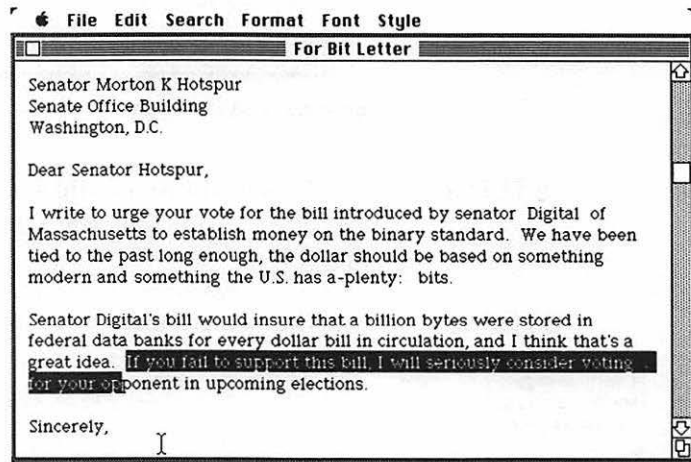 File Edit Search Format Font Style
For Bit Letter
Senator Morton K Hotspur
Senate Office Building
Washington, D.C.
Dear Senator Hotspur,
I write to urge your vote for the bill introduced by senator Digital of
Massachusetts to establish money on the binary standard. We have been
tied to the past long enough, the dollar should be based on something
modern and something the U.S. has a-plenty: bits.
Senator Digital's bill would insure that a billion bytes were stored in
federal data banks for every dollar bill in circulation, and I think that's a
great idea. If you fail to support this bill, I will seriously consider voting
for your opponent in upcoming elections.
Sincerely,